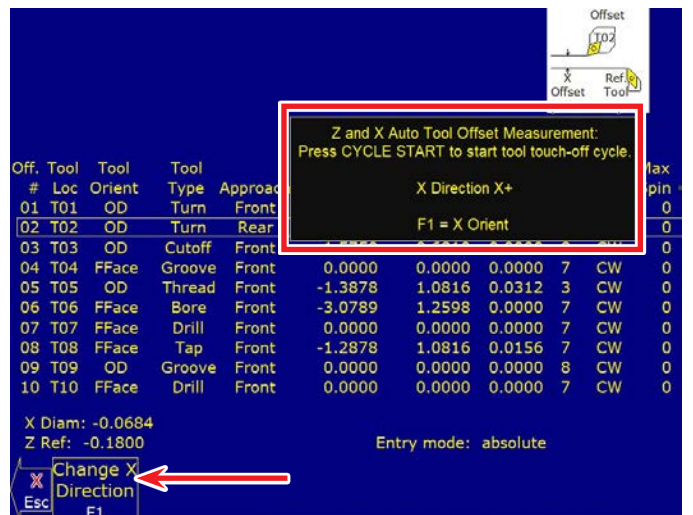 Offset
T02
X Ref.
Offset Tool
Z and X Auto Tool Offset Measurement:
Press CYCLE START to start tool touch-off cycle.
X Direction X+
F1 = X Orient
Off. Tool Tool Tool Max
# Loc Orient Type Approach Spin
01 T01 OD Turn Front 0
02 T02 OD Turn Rear 0
03 T03 OD Cutoff Front CW 0
04 T04 FFace Groove Front 0.0000 0.0000 0.0000 7 CW 0
05 T05 OD Thread Front -1.3878 1.0816 0.0312 3 CW 0
06 T06 FFace Bore Front -3.0789 1.2598 0.0000 7 CW 0
07 T07 FFace Drill Front 0.0000 0.0000 0.0000 7 CW 0
08 T08 FFace Tap Front -1.2878 1.0816 0.0156 7 CW 0
09 T09 OD Groove Front 0.0000 0.0000 0.0000 8 CW 0
10 T10 FFace Drill Front 0.0000 0.0000 0.0000 7 CW 0
X Diam: -0.0684
Z Ref: -0.1800 Entry mode: absolute
X Change X
Esc Direction
F1